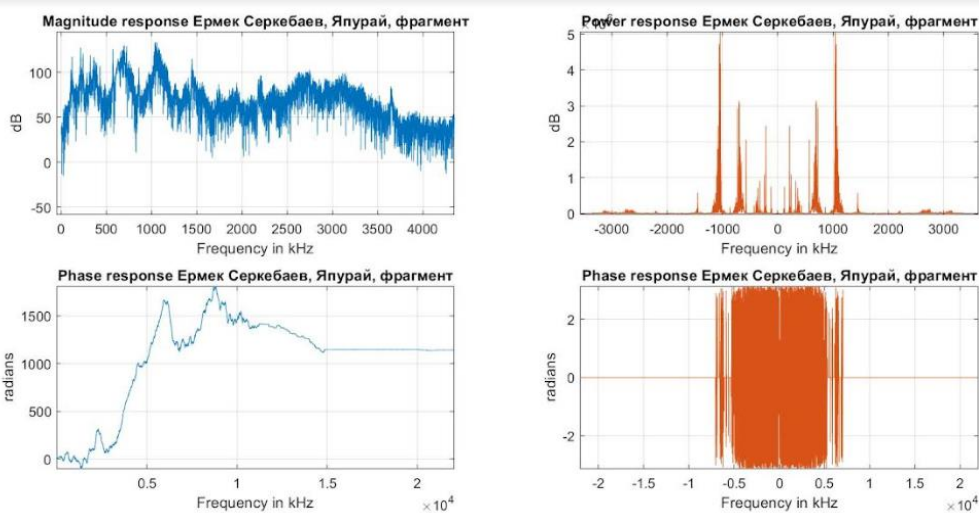 Magnitude response Ермек Серкебаев, Япурай, фрагмент
100
50
0
-50
dB
0 500 1000 1500 2000 2500 3000 3500 4000
Frequency in kHz
Power response Ермек Серкебаев, Япурай, фрагмент
5
4
3
2
1
0
dB
-3000 -2000 -1000 0 1000 2000 3000
Frequency in kHz
Phase response Ермек Серкебаев, Япурай, фрагмент
1500
1000
500
0
radians
0.5 1 1.5 2
Frequency in kHz
×10⁴
Phase response Ермек Серкебаев, Япурай, фрагмент
2
0
-2
radians
-2 -1.5 -1 -0.5 0 0.5 1 1.5 2
Frequency in kHz
×10⁴